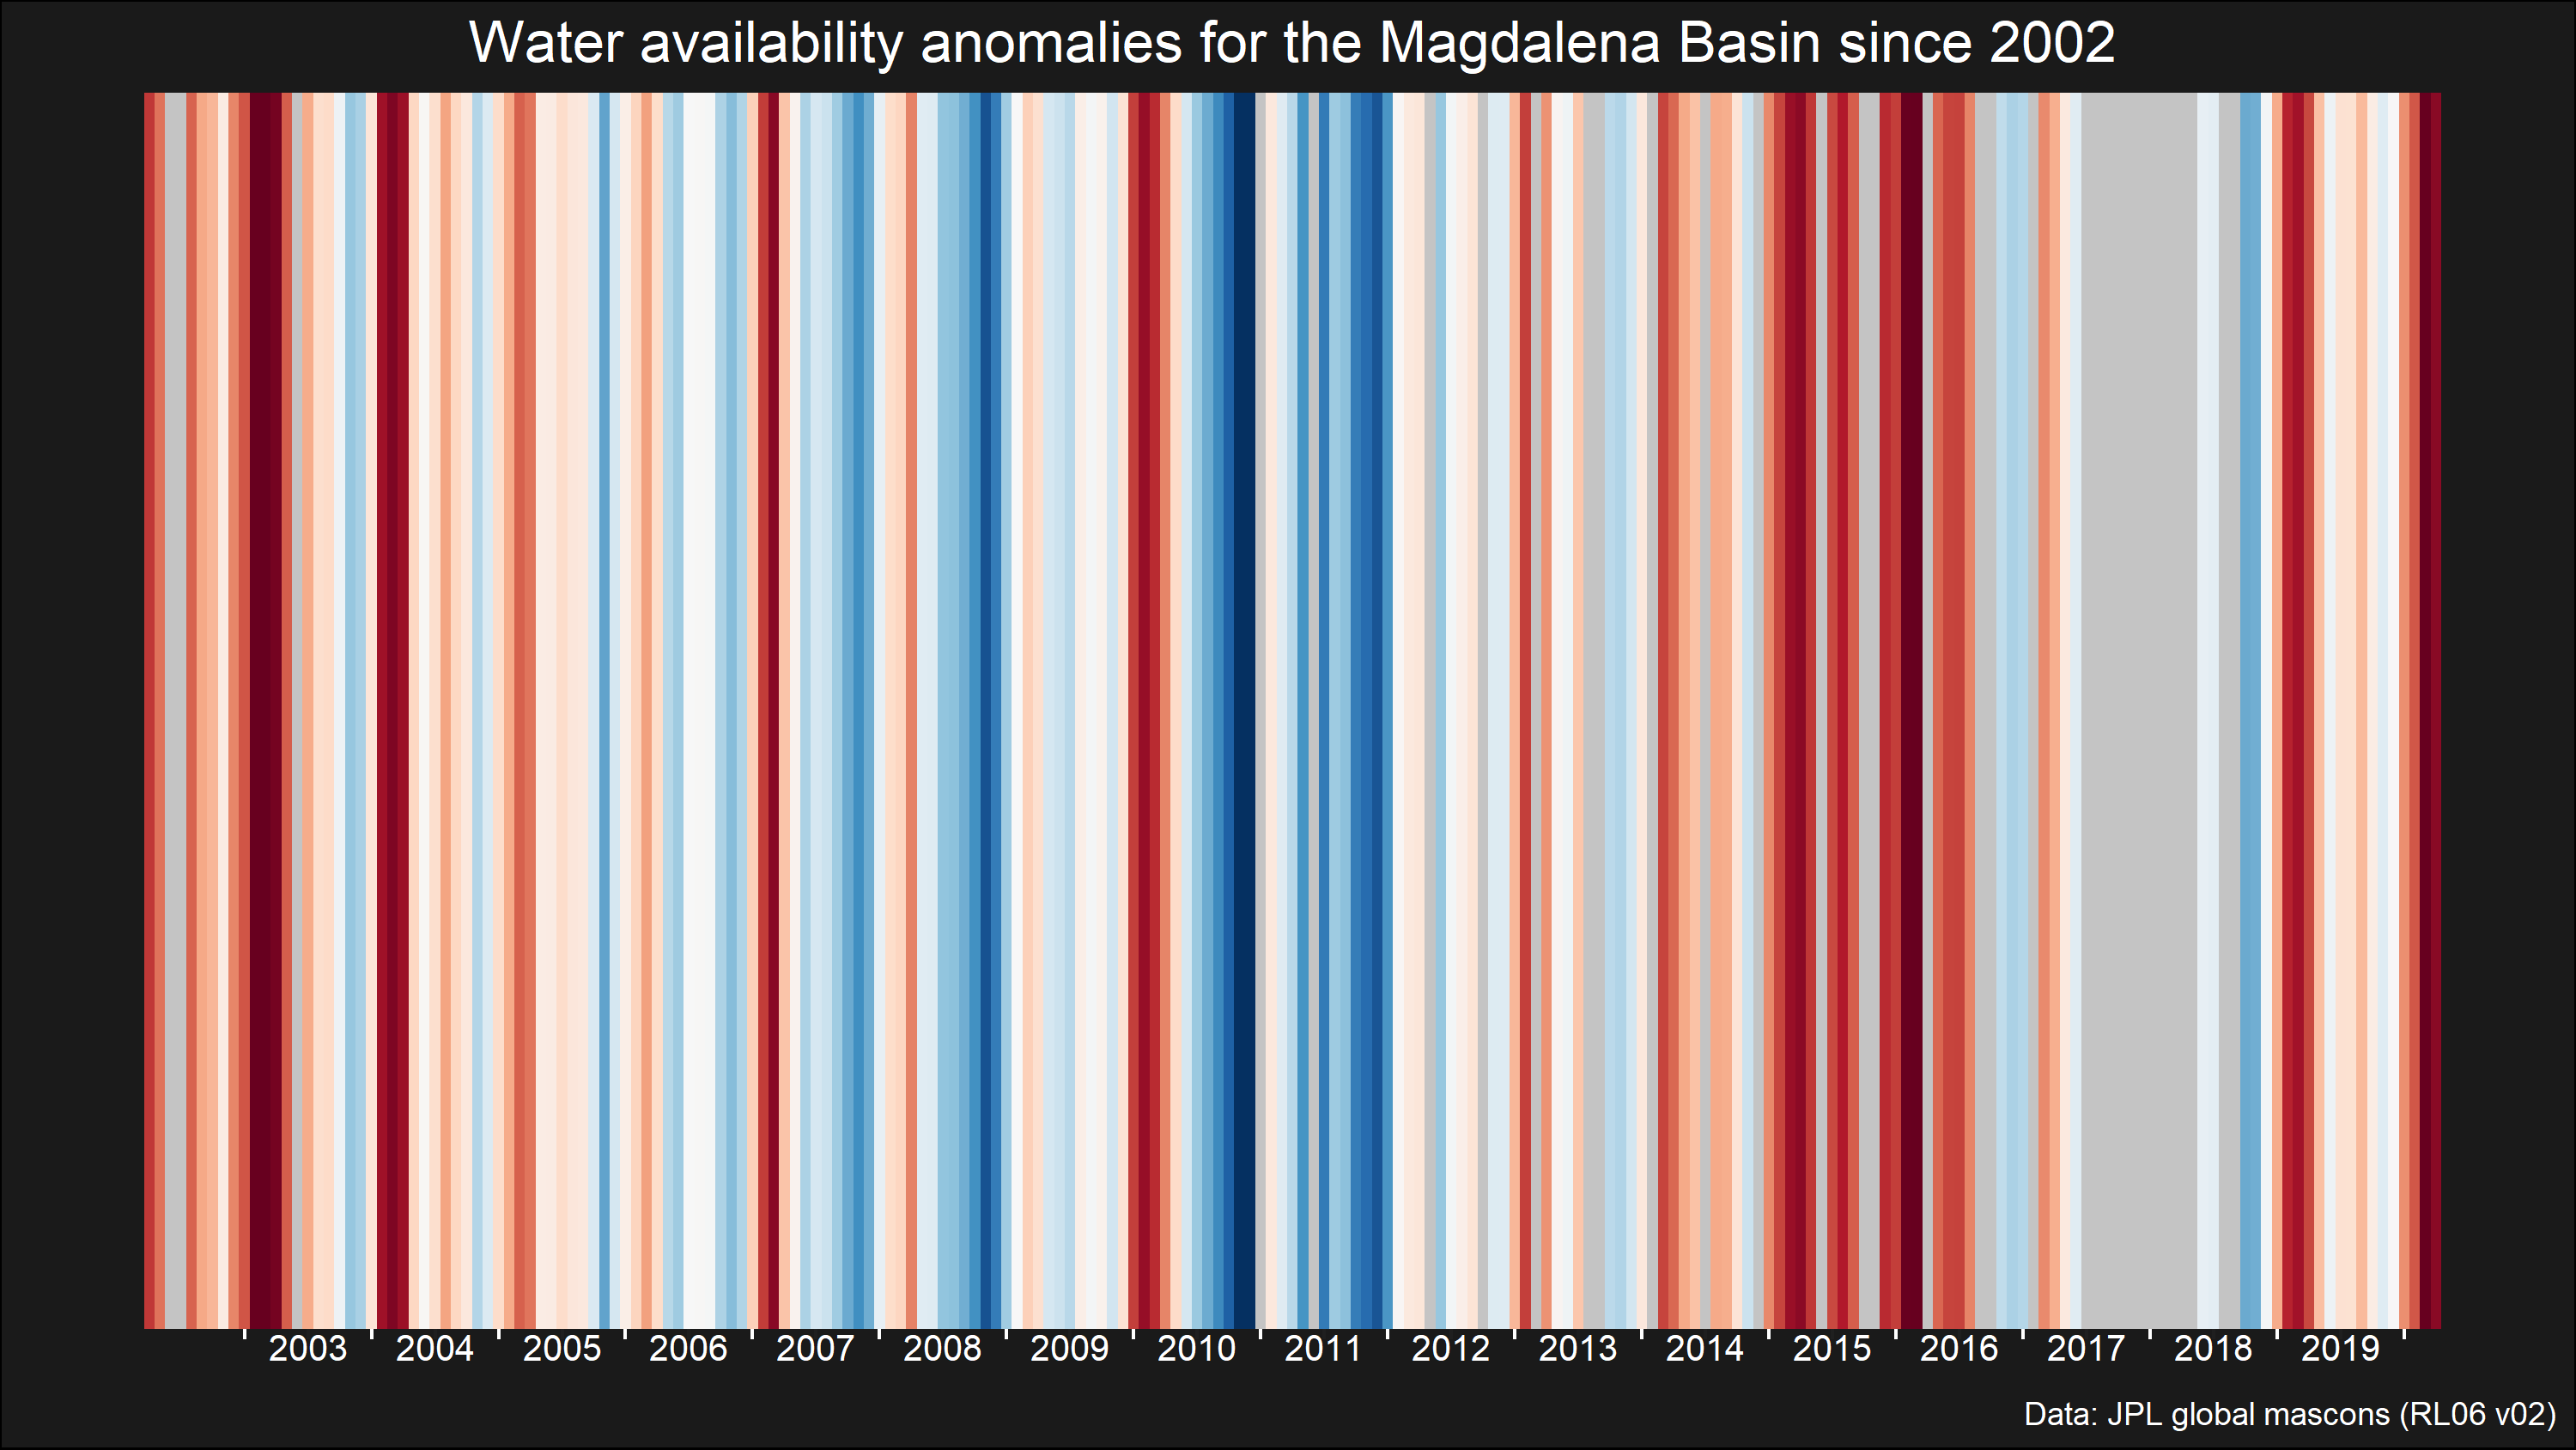 Water availability anomalies for the Magdalena Basin since 2002
2003 2004 2005 2006 2007 2008 2009 2010 2011 2012 2013 2014 2015 2016 2017 2018 2019
Data: JPL global mascons (RL06 v02)